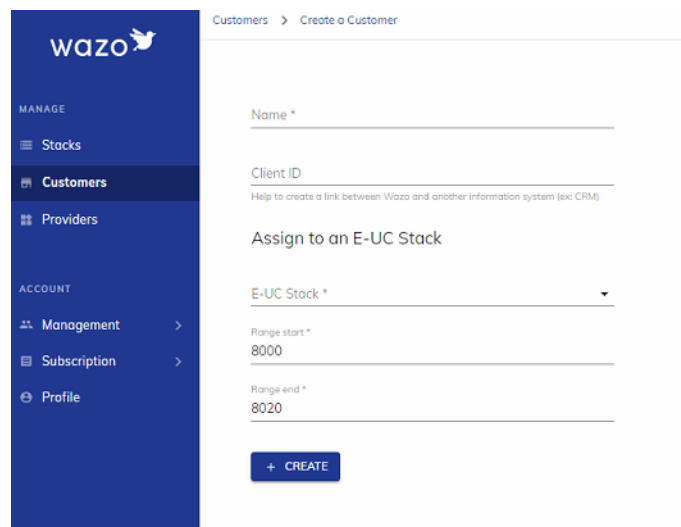 wazo
MANAGE
Stacks
Customers
Providers
ACCOUNT
Management
Subscription
Profile
Customers > Create a Customer
Name *
Client ID
Help to create a link between Wazo and another information system (ex: CRM)
Assign to an E-UC Stack
E-UC Stack *
Range start *
8000
Range end *
8020
+ CREATE